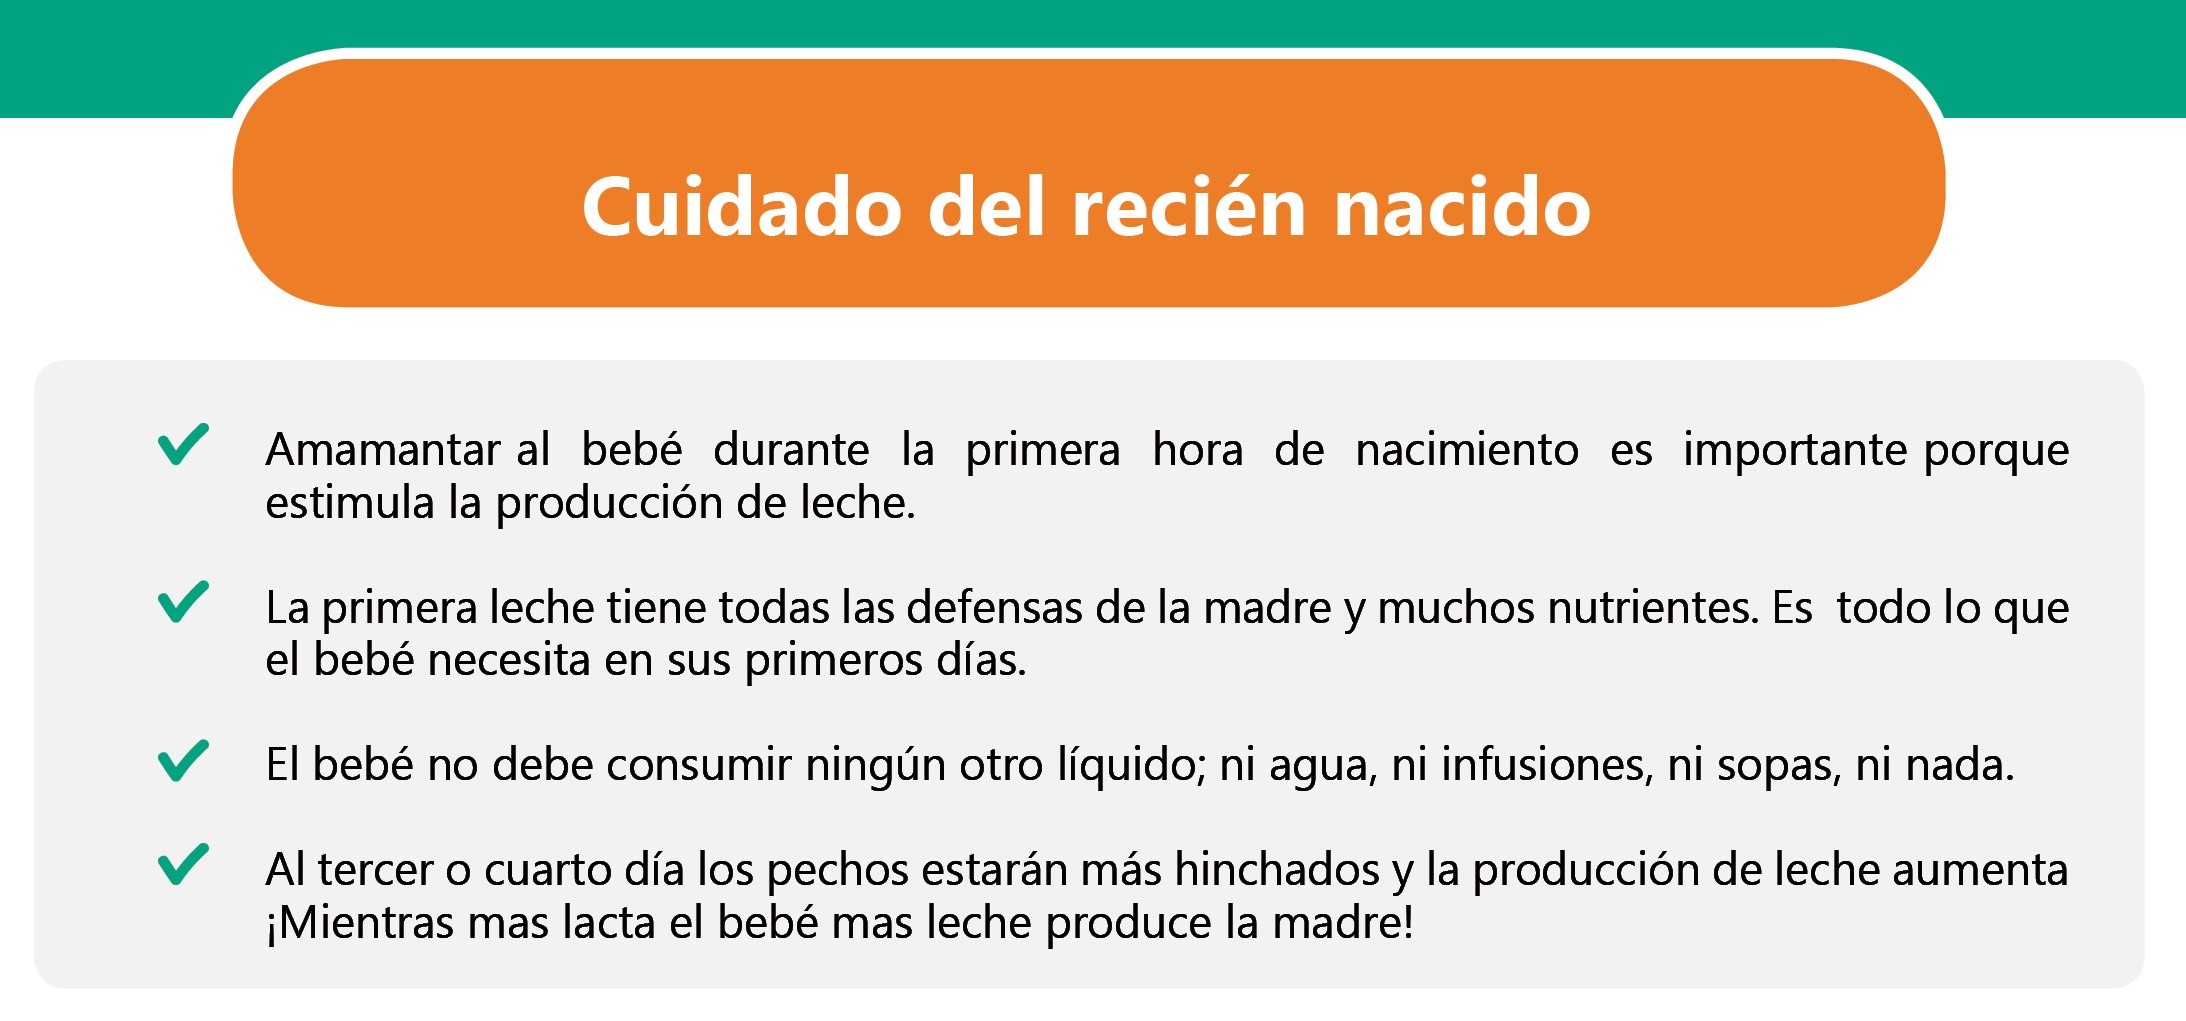 Cuidado del recién nacido
Amamantar al bebé durante la primera hora de nacimiento es importante porque
estimula la producción de leche.
La primera leche tiene todas las defensas de la madre y muchos nutrientes. Es todo lo que
el bebé necesita en sus primeros días.
El bebé no debe consumir ningún otro líquido; ni agua, ni infusiones, ni sopas, ni nada.
Al tercer o cuarto día los pechos estarán más hinchados y la producción de leche aumenta
¡Mientras mas lacta el bebé mas leche produce la madre!